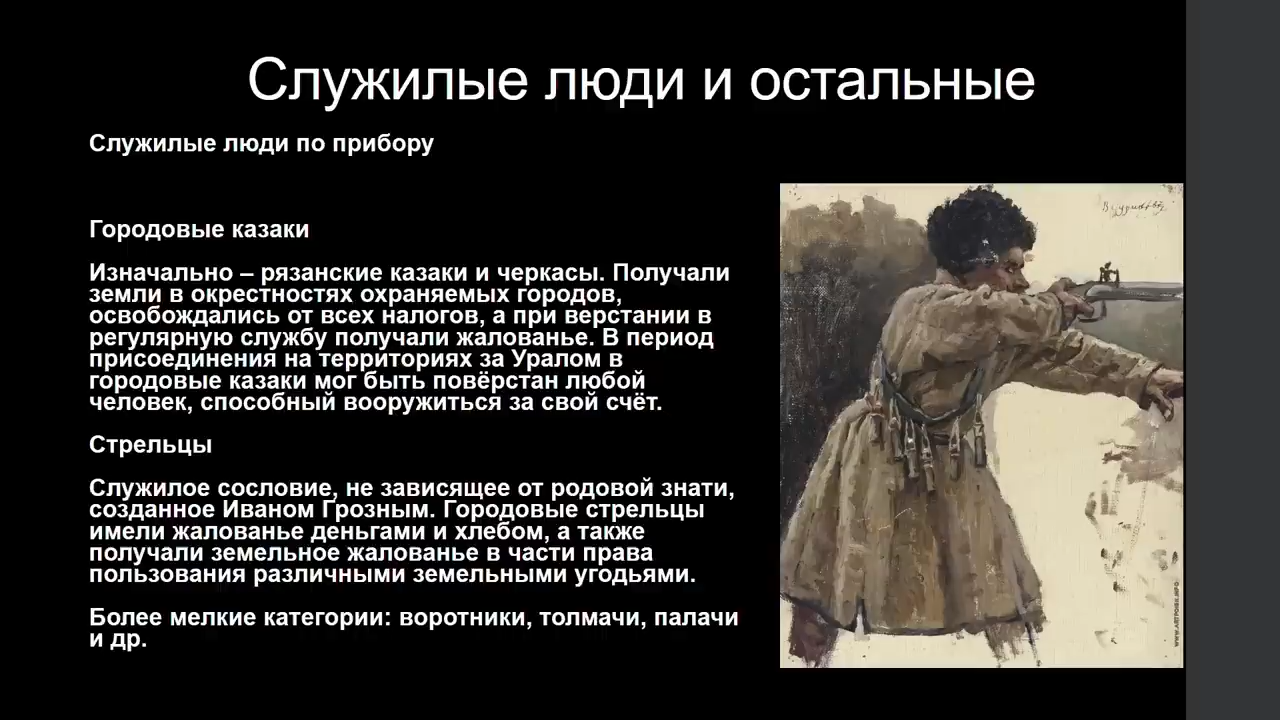 Служилые люди и остальные
Служилые люди по прибору
Городовые казаки
Изначально – рязанские казаки и черкасы. Получали
земли в окрестностях охраняемых городов,
освобождались от всех налогов, а при верстании в
регулярную службу получали жалованье. В период
присоединения на территориях за Уралом в
городовые казаки мог быть повёрстан любой
человек, способный вооружиться за свой счёт.
Стрельцы
Служилое сословие, не зависящее от родовой знати,
созданное Иваном Грозным. Городовые стрельцы
имели жалованье деньгами и хлебом, а также
получали земельное жалованье в части права
пользования различными земельными угодьями.
Более мелкие категории: воротники, толмачи, палачи
и др.